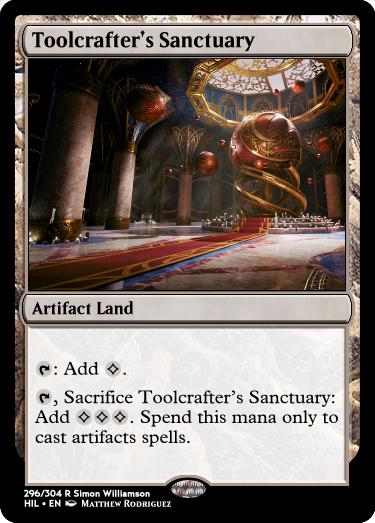 Toolcrafter's Sanctuary
Artifact Land
: Add .
, Sacrifice Toolcrafter's Sanctuary:
Add . Spend this mana only to
cast artifacts spells.
296/304 R Simon Williamson
HIL • EN Matthew Rodriguez